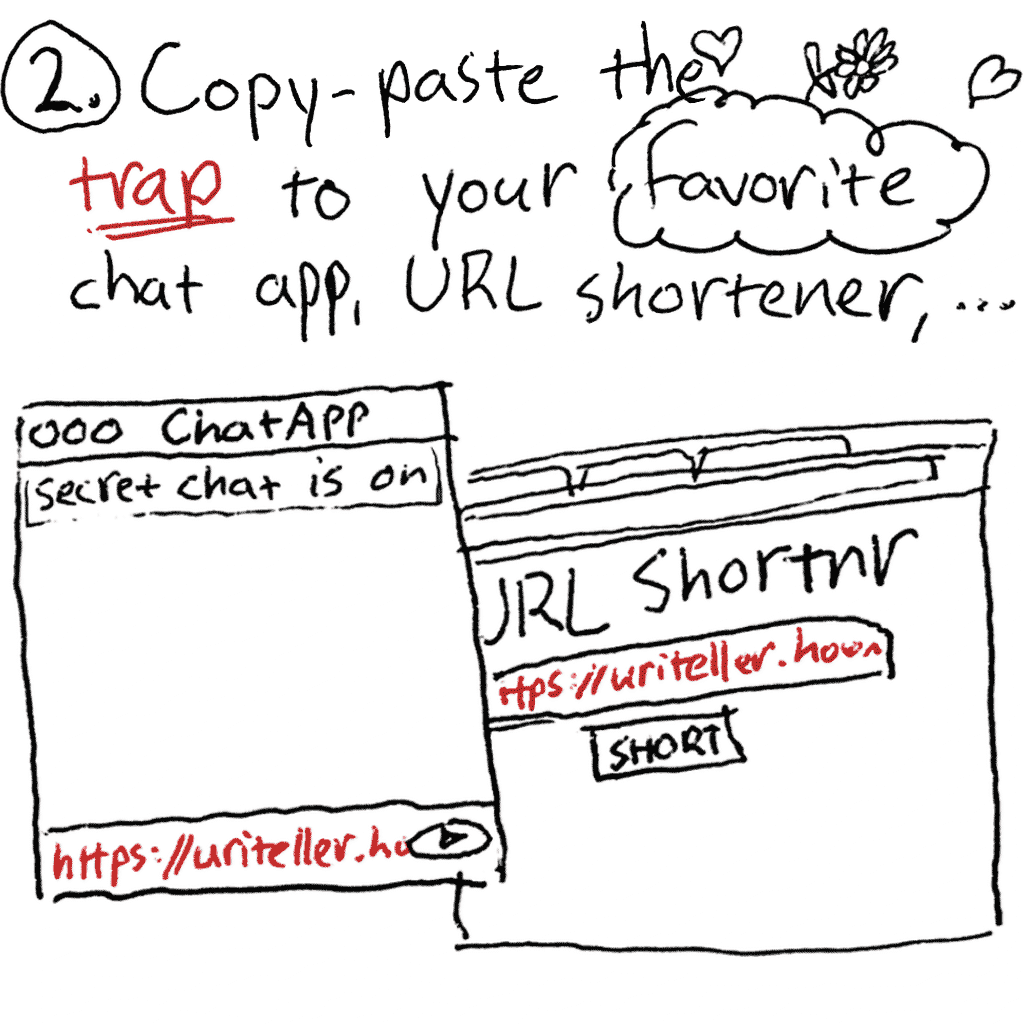 2. Copy-paste the
trap to your favorite
chat app, URL shortener, ...
ooo ChatApp
secret chat is on
https://uriteller.ho
URL Shortnr
ttps://uriteller.hoo
SHORT